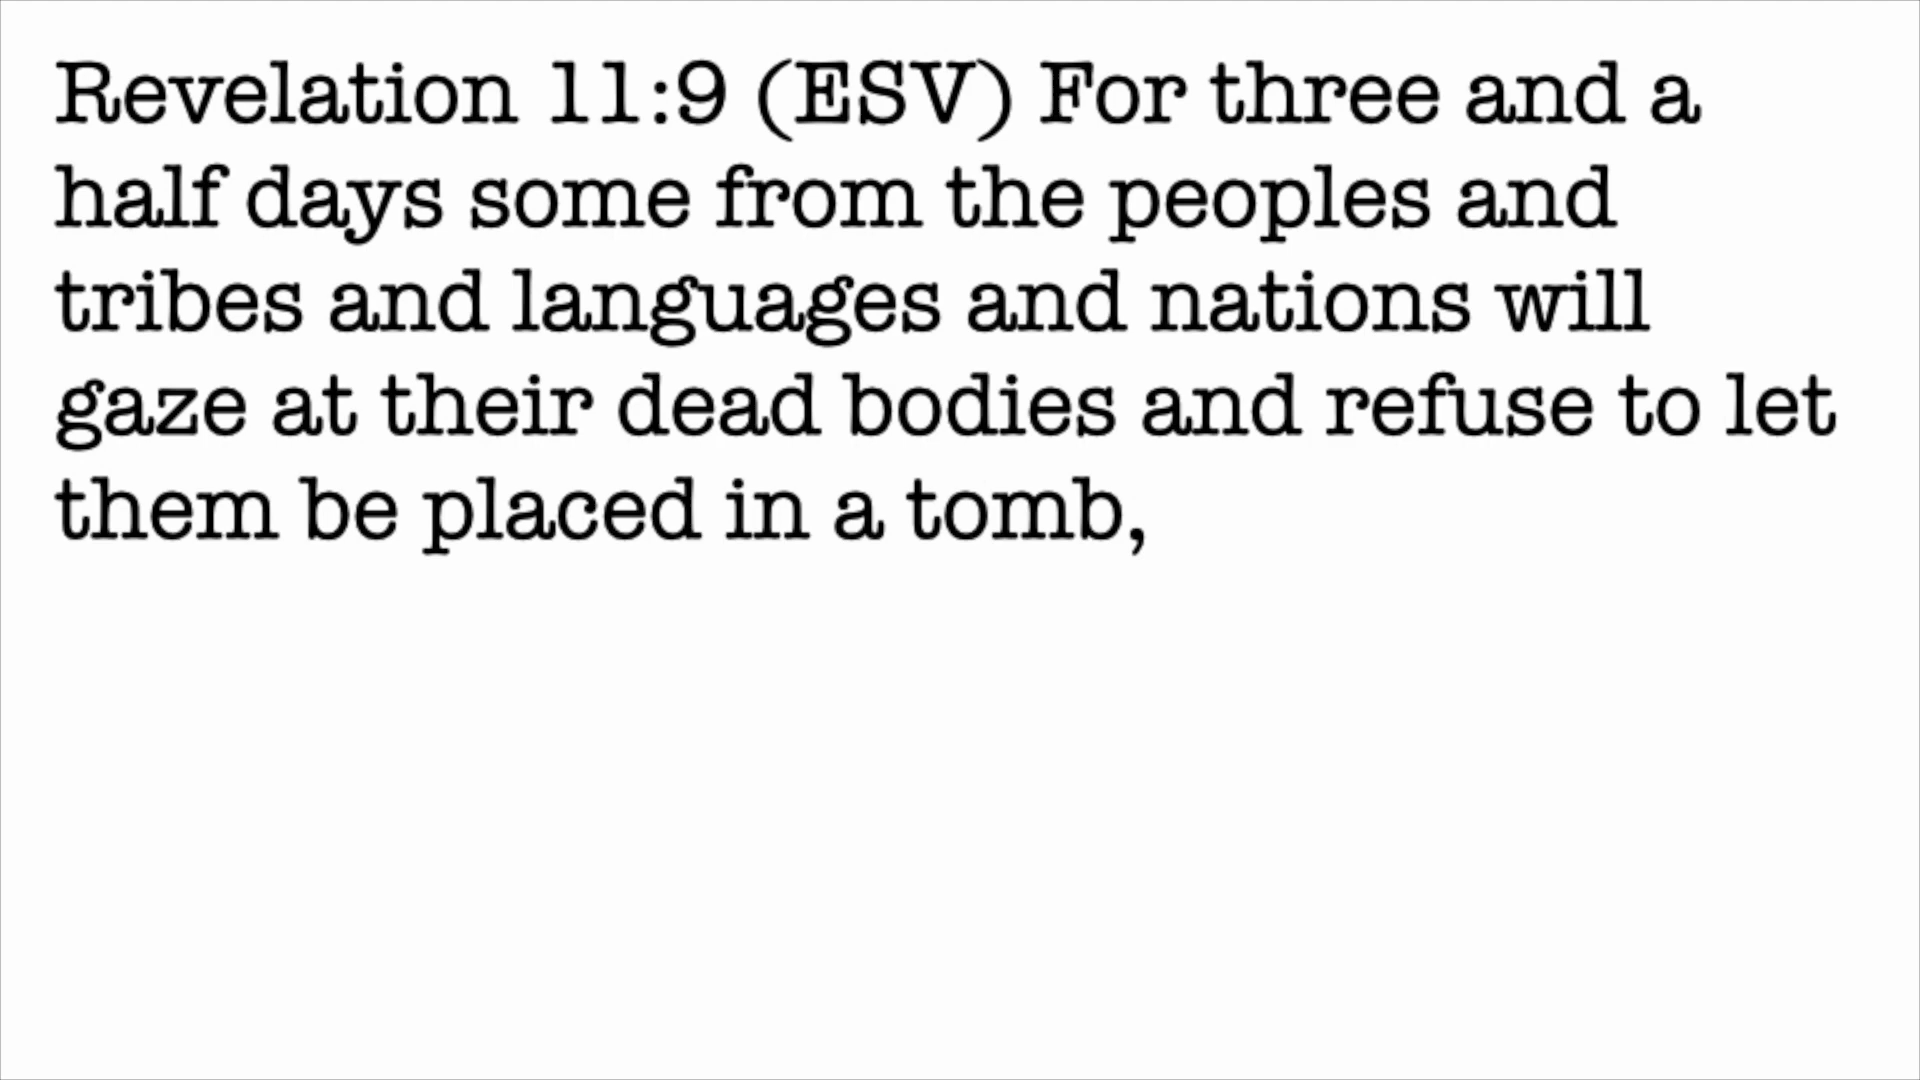 Revelation 11:9 (ESV) For three and a
half days some from the peoples and
tribes and languages and nations will
gaze at their dead bodies and refuse to let
them be placed in a tomb,